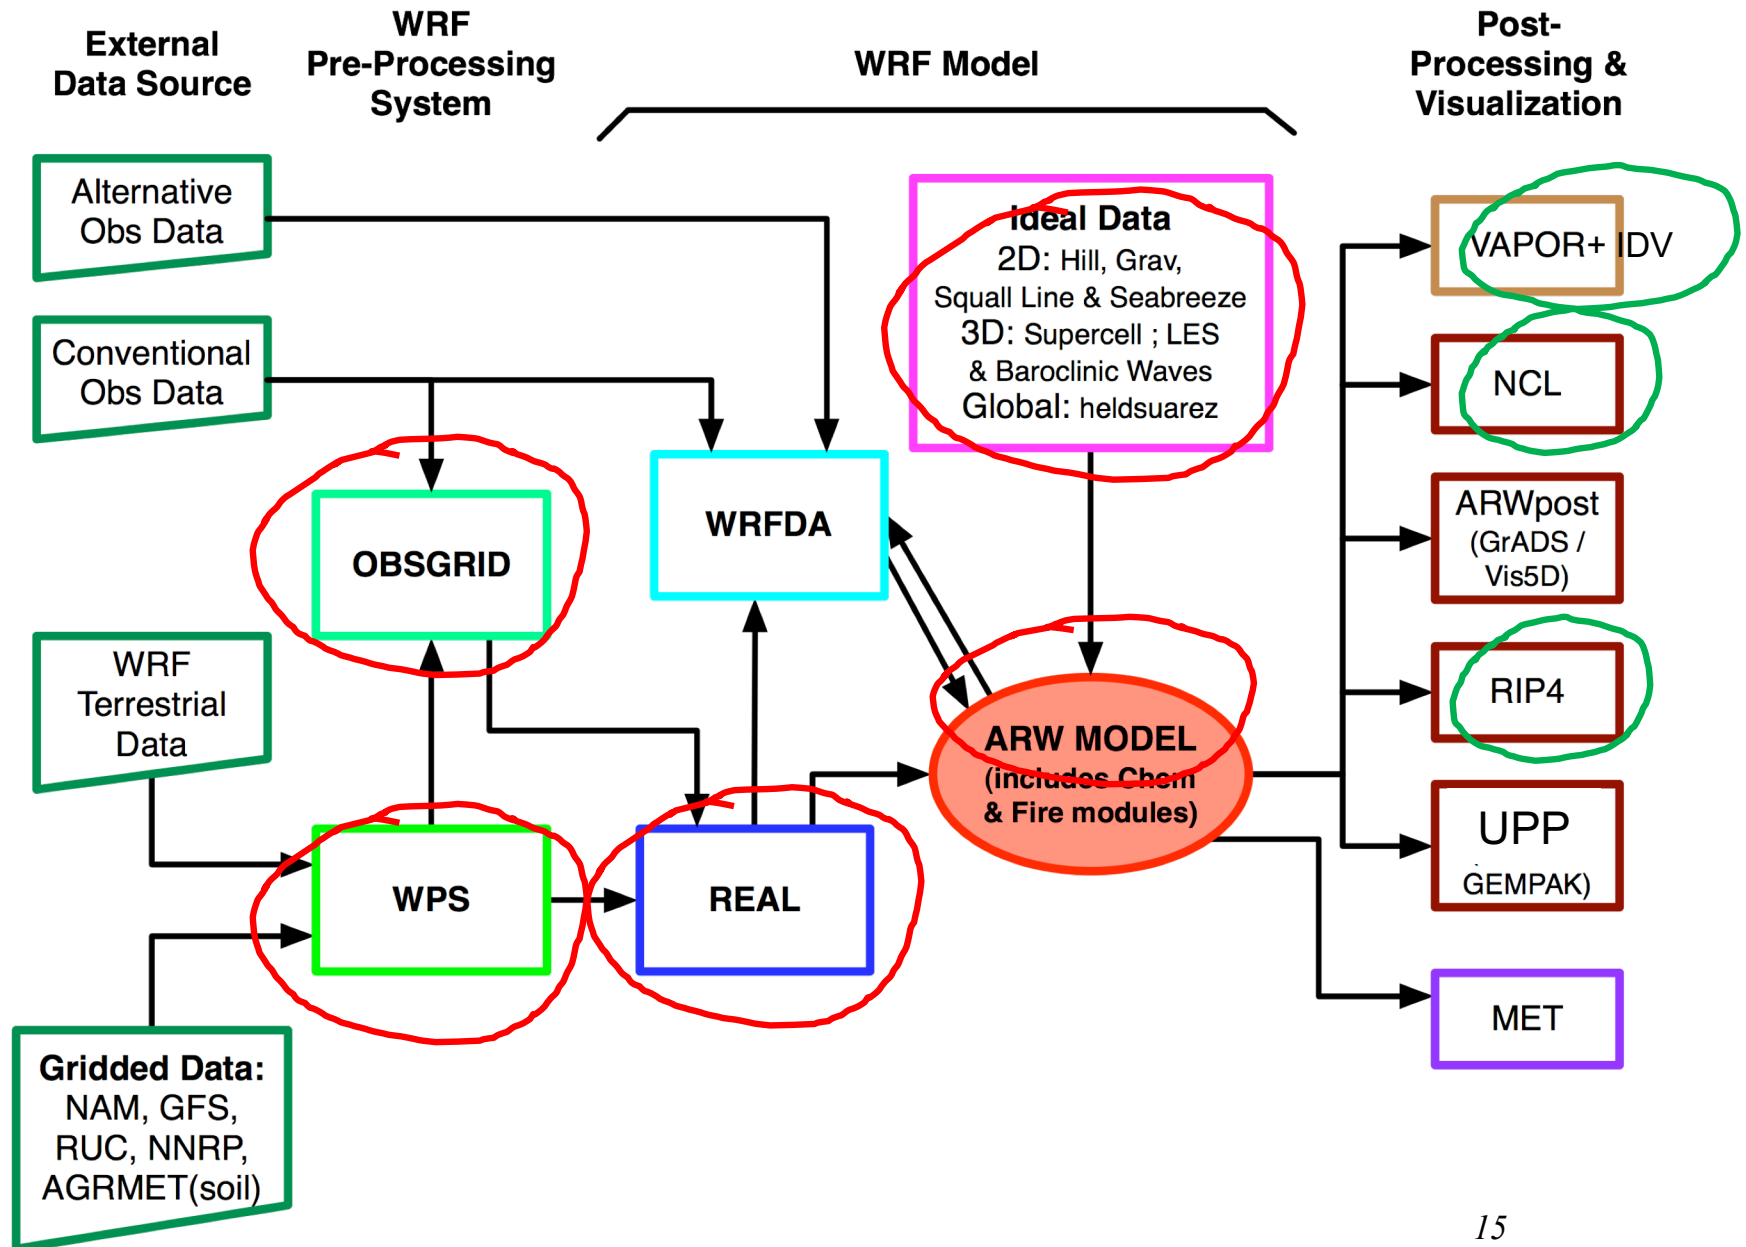 External
Data Source
WRF
Pre-Processing
System
WRF Model
Post-
Processing &
Visualization
Alternative
Obs Data
Conventional
Obs Data
WRF
Terrestrial
Data
Gridded Data:
NAM, GFS,
RUC, NNRP,
AGRMET(soil)
OBSGRID
WPS
WRFDA
REAL
Ideal Data
2D: Hill, Grav,
Squall Line & Seabreeze
3D: Supercell ; LES
& Baroclinic Waves
Global: heldsuarez
ARW MODEL
(includes Chem
& Fire modules)
VAPOR+ IDV
NCL
ARWpost
(GrADS /
Vis5D)
RIP4
UPP
GEMPAK)
MET
15